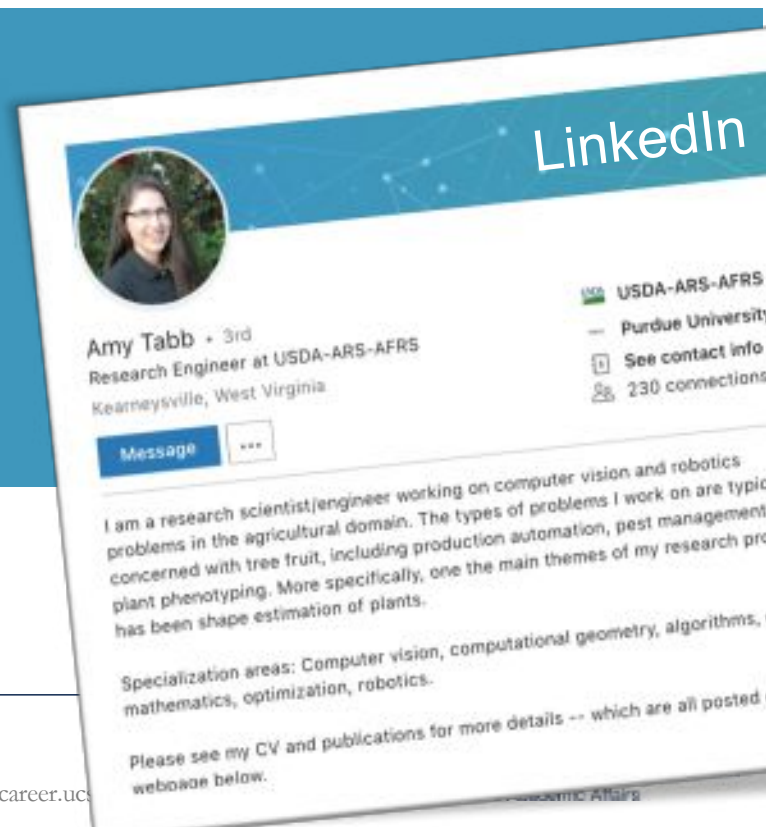 LinkedIn
USDA-ARS-AFRS
Purdue University
See contact info
230 connections
Amy Tabb • 3rd
Research Engineer at USDA-ARS-AFRS
Kearneysville, West Virginia
Message
...
I am a research scientist/engineer working on computer vision and robotics
problems in the agricultural domain. The types of problems I work on are typic
concerned with tree fruit, including production automation, pest management
plant phenotyping. More specifically, one the main themes of my research pro
has been shape estimation of plants.
Specialization areas: Computer vision, computational geometry, algorithms,
mathematics, optimization, robotics.
Please see my CV and publications for more details -- which are all posted
webpage below.
career.ucs
Academic Affairs